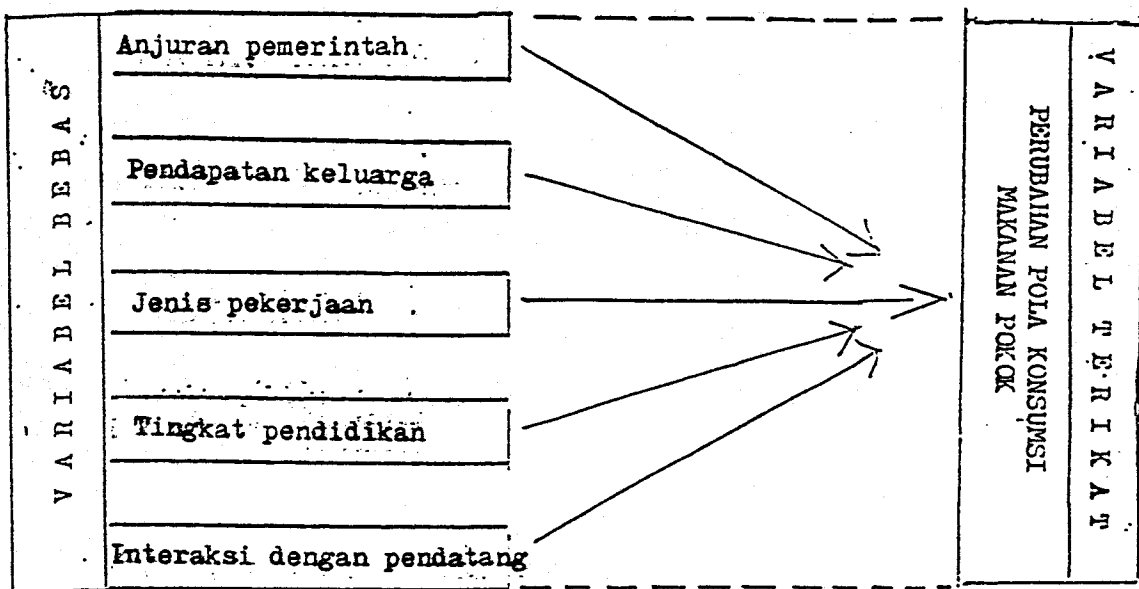 VARIABEL BEBAS
Anjuran pemerintah
Pendapatan keluarga
Jenis pekerjaan
Tingkat pendidikan
Interaksi dengan pendatang
PERUBAHAN POLA KONSUMSI
MAKANAN POKOK
VARIABEL TERIKAT